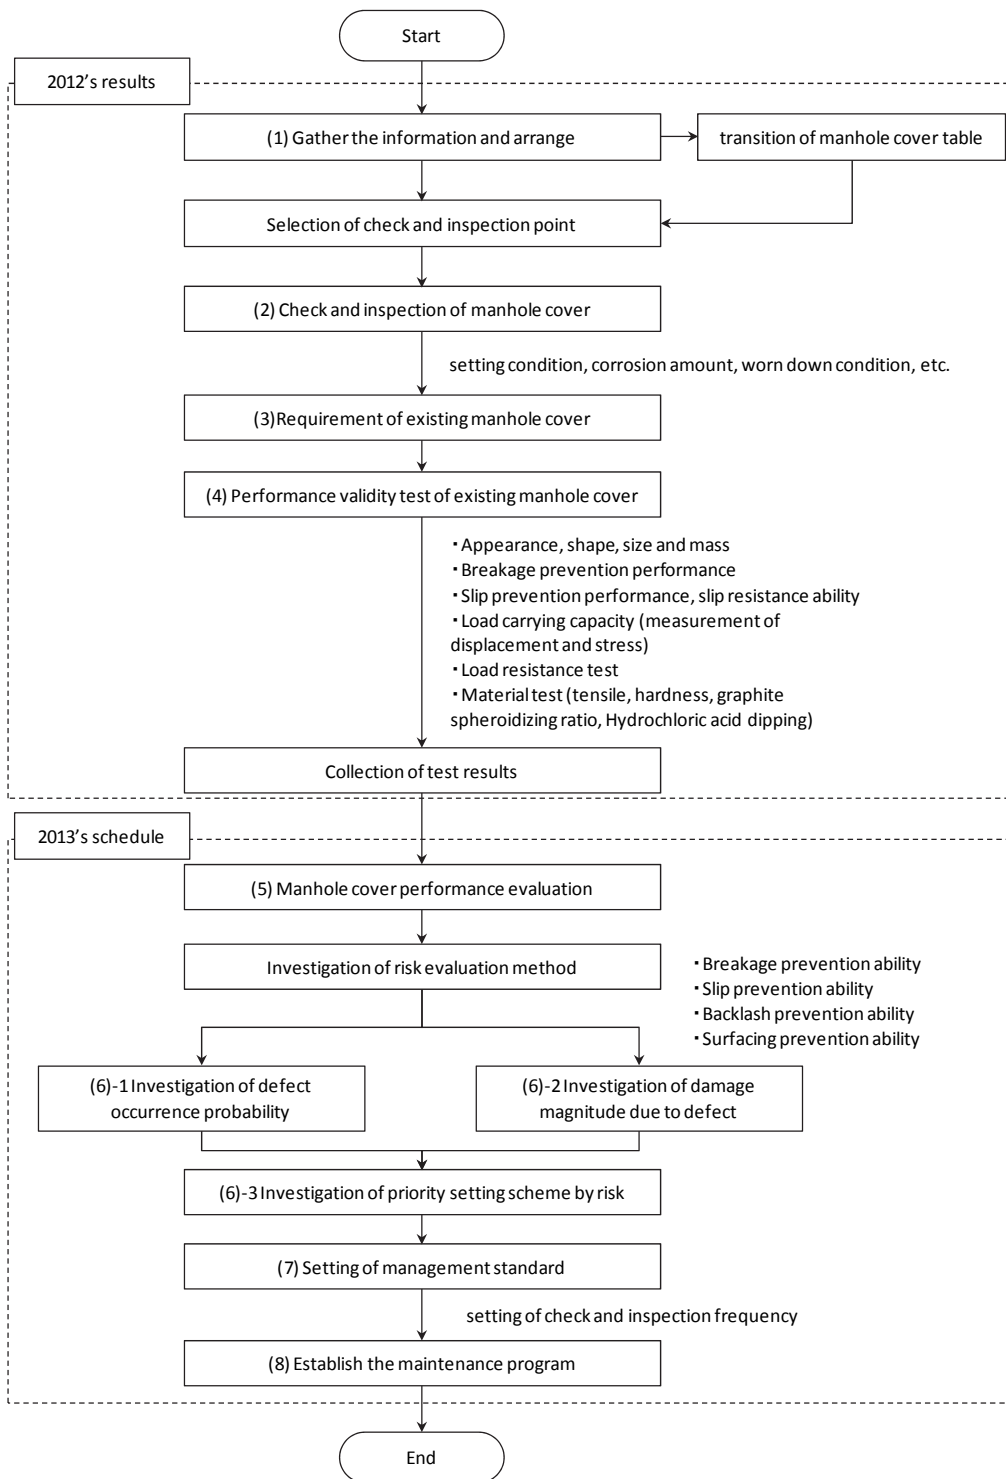 Start
2012's results
(1) Gather the information and arrange
transition of manhole cover table
Selection of check and inspection point
(2) Check and inspection of manhole cover
setting condition, corrosion amount, worn down condition, etc.
(3)Requirement of existing manhole cover
(4) Performance validity test of existing manhole cover
・Appearance, shape, size and mass
・Breakage prevention performance
・Slip prevention performance, slip resistance ability
・Load carrying capacity (measurement of
displacement and stress)
・Load resistance test
・Material test (tensile, hardness, graphite
spheroidizing ratio, Hydrochloric acid dipping)
Collection of test results
2013's schedule
(5) Manhole cover performance evaluation
Investigation of risk evaluation method
・Breakage prevention ability
・Slip prevention ability
・Backlash prevention ability
・Surfacing prevention ability
(6)-1 Investigation of defect
occurrence probability
(6)-2 Investigation of damage
magnitude due to defect
(6)-3 Investigation of priority setting scheme by risk
(7) Setting of management standard
setting of check and inspection frequency
(8) Establish the maintenance program
End